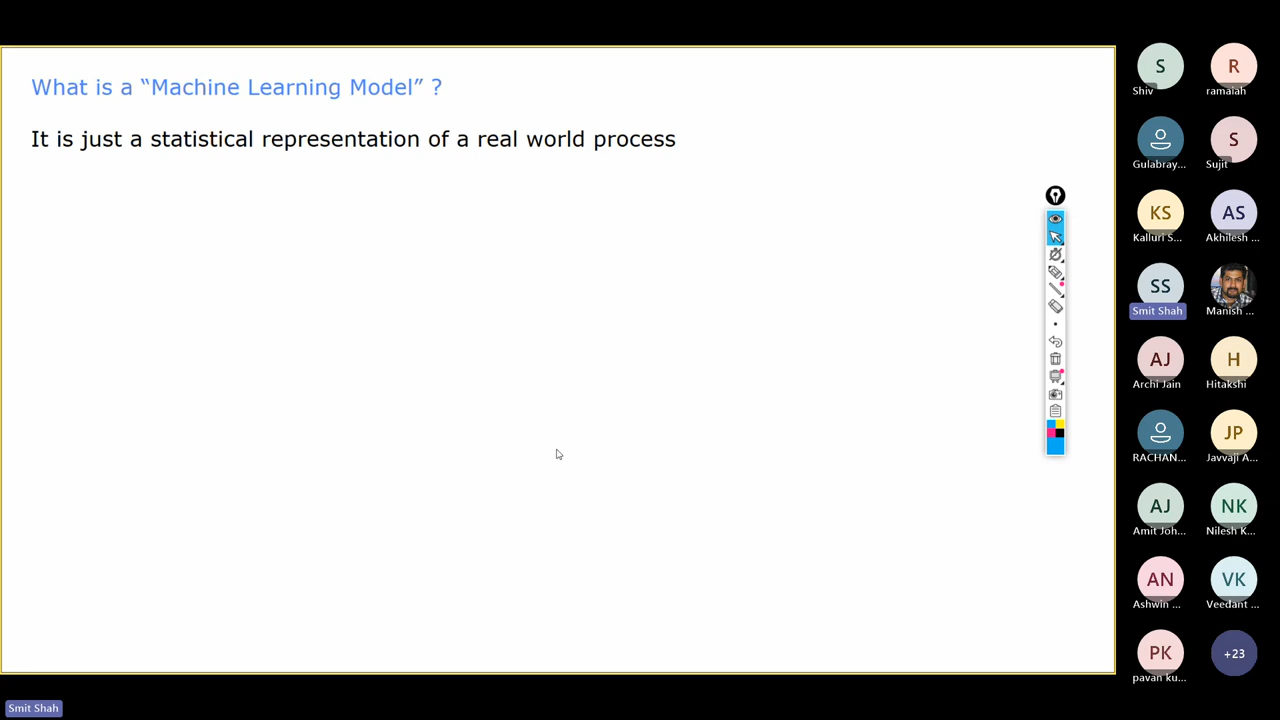 What is a “Machine Learning Model” ?
It is just a statistical representation of a real world process
S
Shiv
R
ramaiah
Gulabray...
S
Sujit
KS
Kalluri S...
AS
Akhilesh ...
SS
Smit Shah
Manish ...
AJ
Archi Jain
H
Hitakshi
RACHAN...
JP
Javvaji A...
AJ
Amit Joh...
NK
Nilesh K...
AN
Ashwin ...
VK
Veedant ...
PK
pavan ku...
+23
Smit Shah